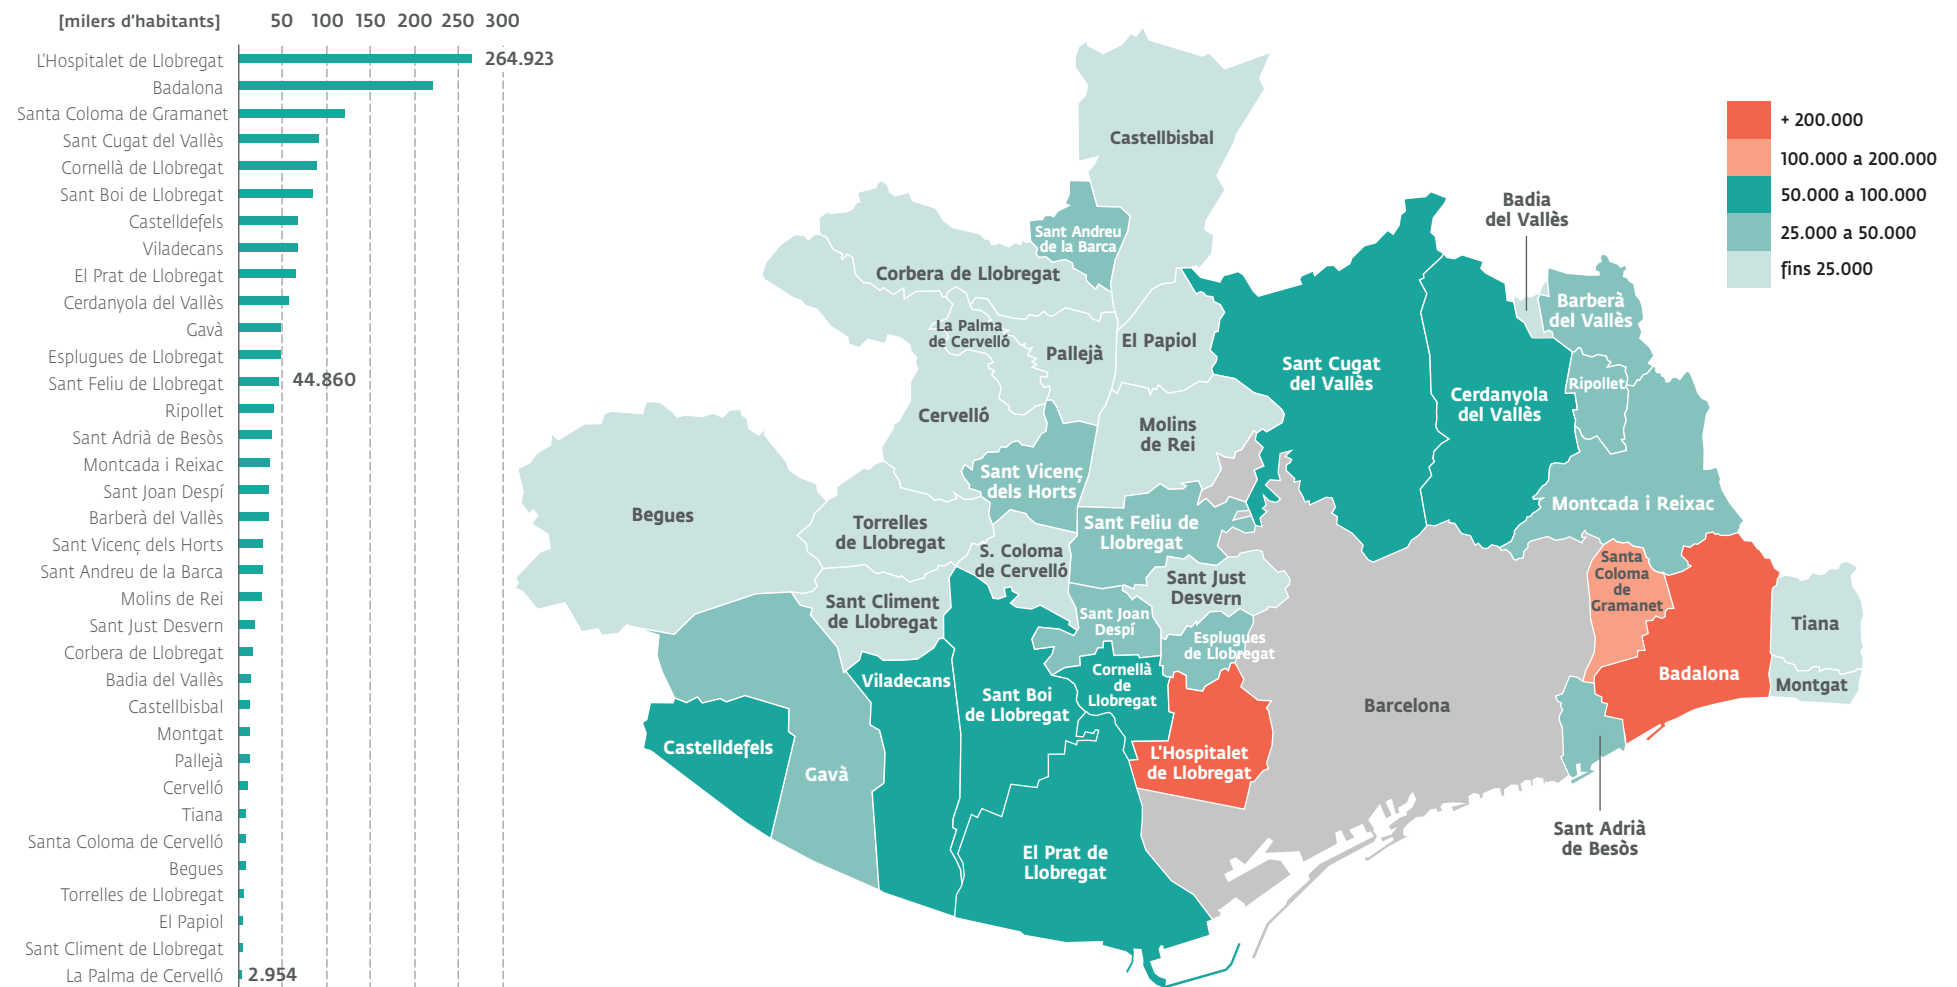 [milers d'habitants] 50 100 150 200 250 300
L'Hospitalet de Llobregat 264.923
Badalona
Santa Coloma de Gramanet
Sant Cugat del Vallès
Cornellà de Llobregat
Sant Boi de Llobregat
Castelldefels
Viladecans
El Prat de Llobregat
Cerdanyola del Vallès
Gavà
Esplugues de Llobregat
Sant Feliu de Llobregat 44.860
Ripollet
Sant Adrià de Besòs
Montcada i Reixac
Sant Joan Despí
Barberà del Vallès
Sant Vicenç dels Horts
Sant Andreu de la Barca
Molins de Rei
Sant Just Desvern
Corbera de Llobregat
Badia del Vallès
Castellbisbal
Montgat
Pallejà
Cervelló
Tiana
Santa Coloma de Cervelló
Begues
Torrelles de Llobregat
El Papiol
Sant Climent de Llobregat
La Palma de Cervelló 2.954
Castellbisbal
Sant Andreu
de la Barca
Corbera de Llobregat
La Palma
de Cervelló
Pallejà
El Papiol
Cervelló
Molins
de Rei
Sant Vicenç
dels Horts
Begues
Torrelles
de Llobregat
S. Coloma
de Cervelló
Sant Feliu de
Llobregat
Sant Just
Desvern
Sant Climent
de Llobregat
Sant Joan
Despí
Esplugues
de Llobregat
Viladecans
Sant Boi
de Llobregat
Cornellà
de
Llobregat
Castelldefels
Gavà
L'Hospitalet
de Llobregat
El Prat de
Llobregat
Barcelona
Sant Cugat
del Vallès
Cerdanyola
del Vallès
Badia
del Vallès
Barberà
del Vallès
Ripollet
Montcada i Reixac
Santa
Coloma
de
Gramanet
Badalona
Tiana
Montgat
Sant Adrià
de Besòs
+ 200.000
100.000 a 200.000
50.000 a 100.000
25.000 a 50.000
fins 25.000